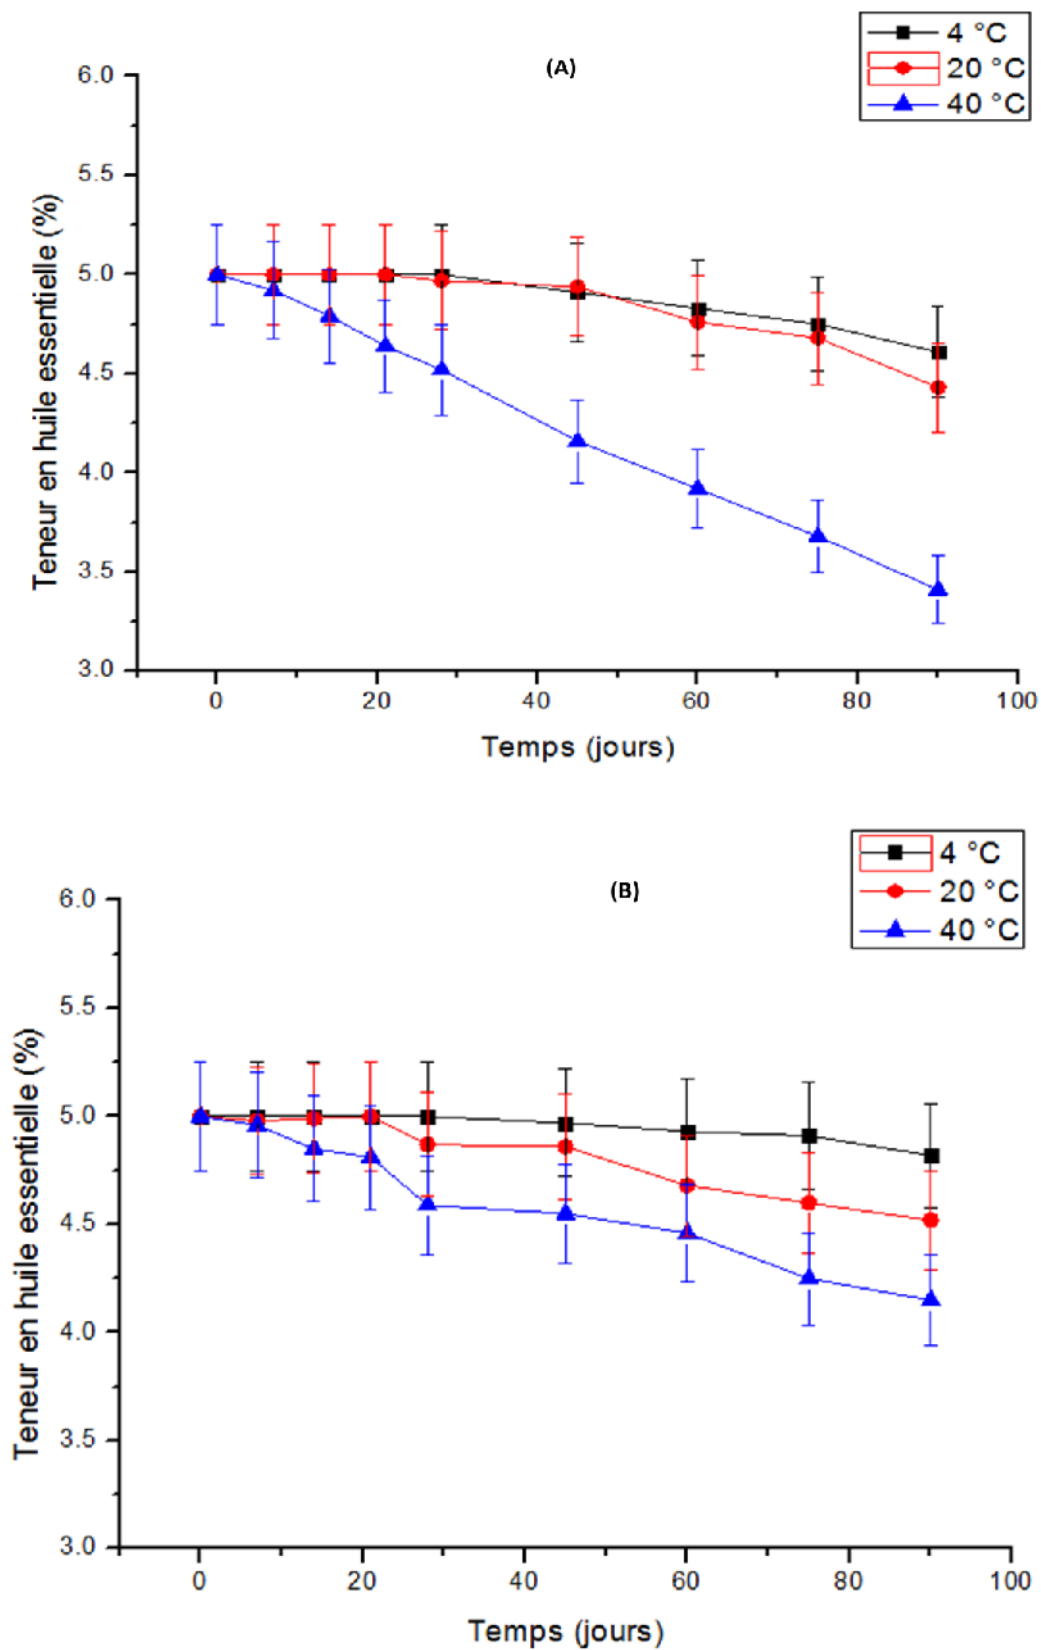 (A)
4 °C
20 °C
40 °C
6.0
5.5
5.0
4.5
4.0
3.5
3.0
Teneur en huile essentielle (%)
0 20 40 60 80 100
Temps (jours)
(B)
4 °C
20 °C
40 °C
6.0
5.5
5.0
4.5
4.0
3.5
3.0
Teneur en huile essentielle (%)
0 20 40 60 80 100
Temps (jours)